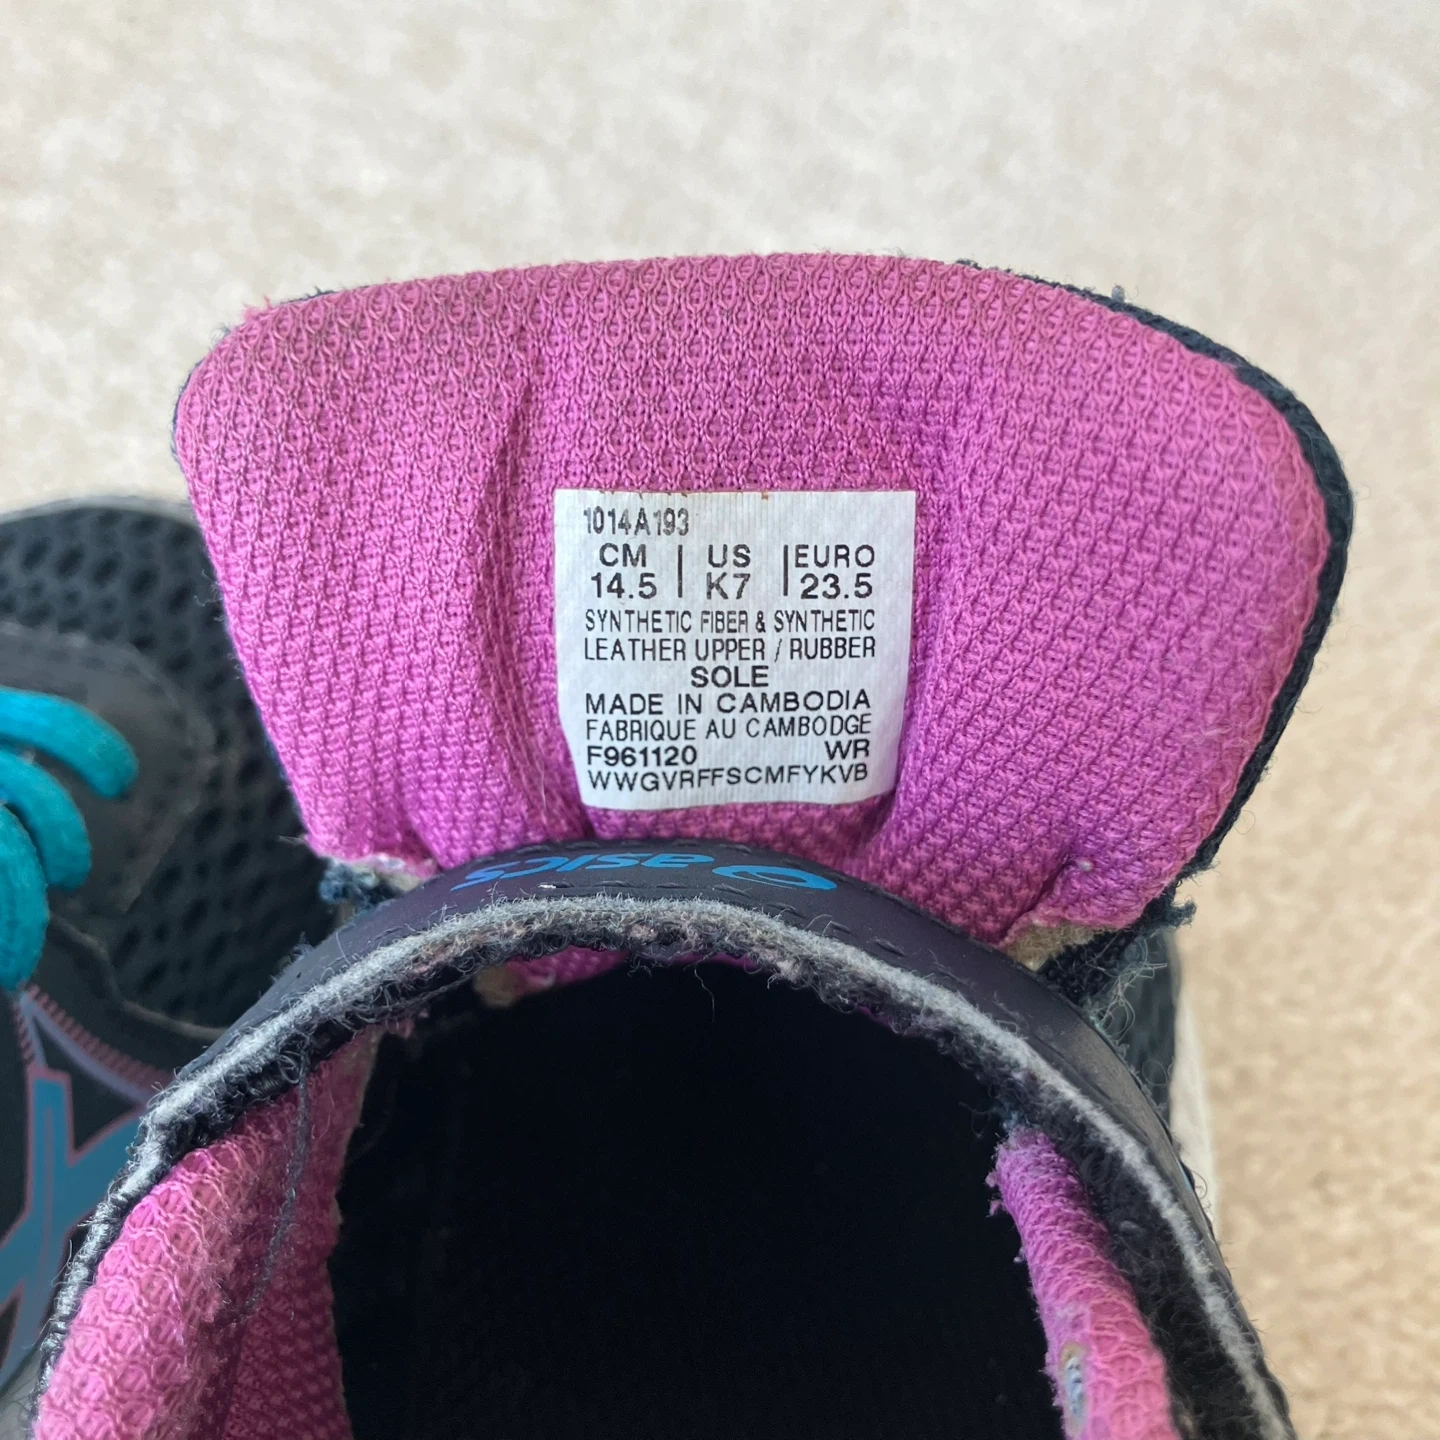 1014A193
CM | US | EURO
14.5 | K7 | 23.5
SYNTHETIC FIBER & SYNTHETIC
LEATHER UPPER / RUBBER
SOLE
MADE IN CAMBODIA
FABRIQUE AU CAMBODGE
F961120 WR
WWGVRFFSCMFYKVB
asics